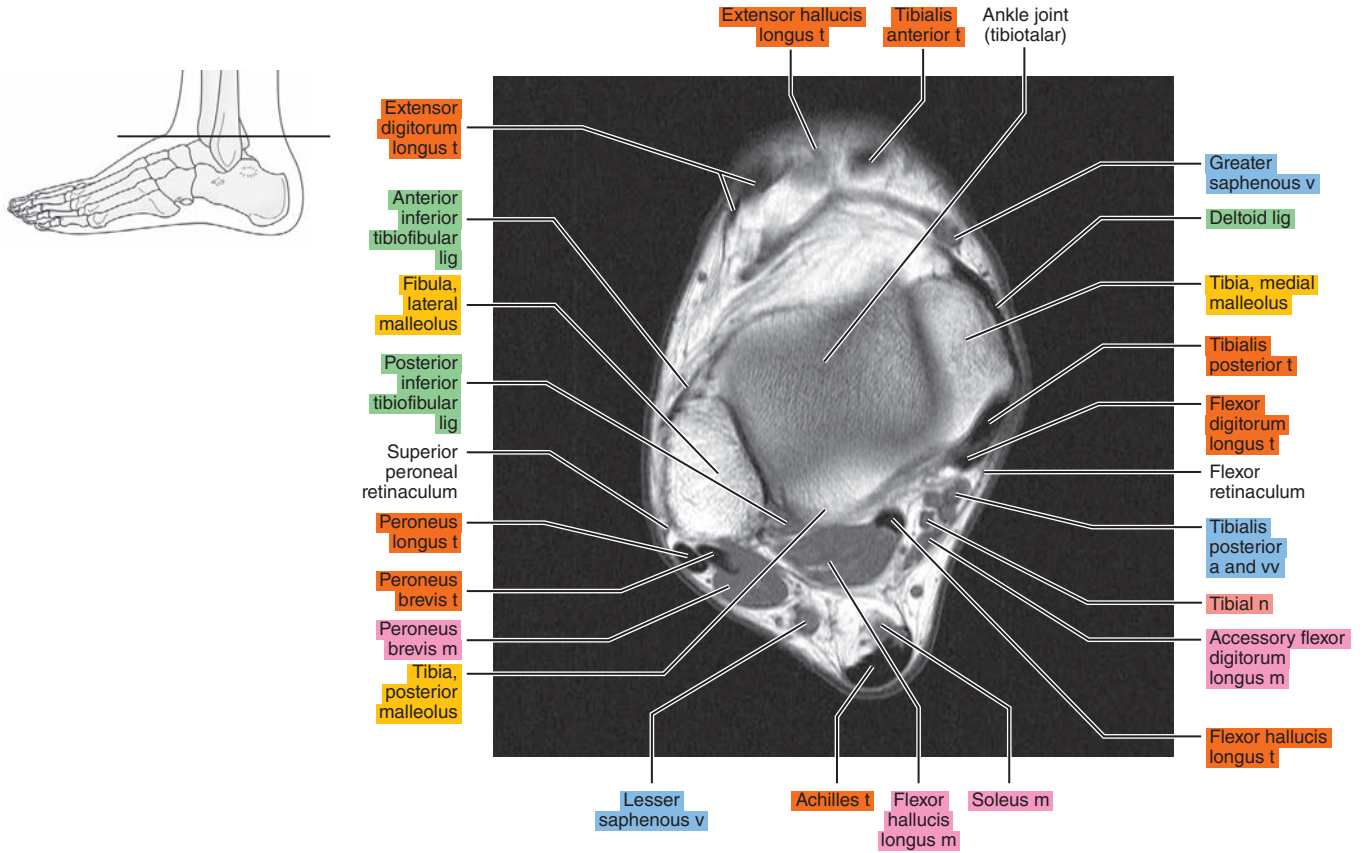 Extensor hallucis
longus t
Tibialis
anterior t
Ankle joint
(tibiotalar)
Extensor
digitorum
longus t
Anterior
inferior
tibiofibular
lig
Fibula,
lateral
malleolus
Posterior
inferior
tibiofibular
lig
Superior
peroneal
retinaculum
Peroneus
longus t
Peroneus
brevis t
Peroneus
brevis m
Tibia,
posterior
malleolus
Greater
saphenous v
Deltoid lig
Tibia, medial
malleolus
Tibialis
posterior t
Flexor
digitorum
longus t
Flexor
retinaculum
Tibialis
posterior
a and vv
Tibial n
Accessory flexor
digitorum
longus m
Flexor hallucis
longus t
Lesser
saphenous v
Achilles t
Flexor
hallucis
longus m
Soleus m